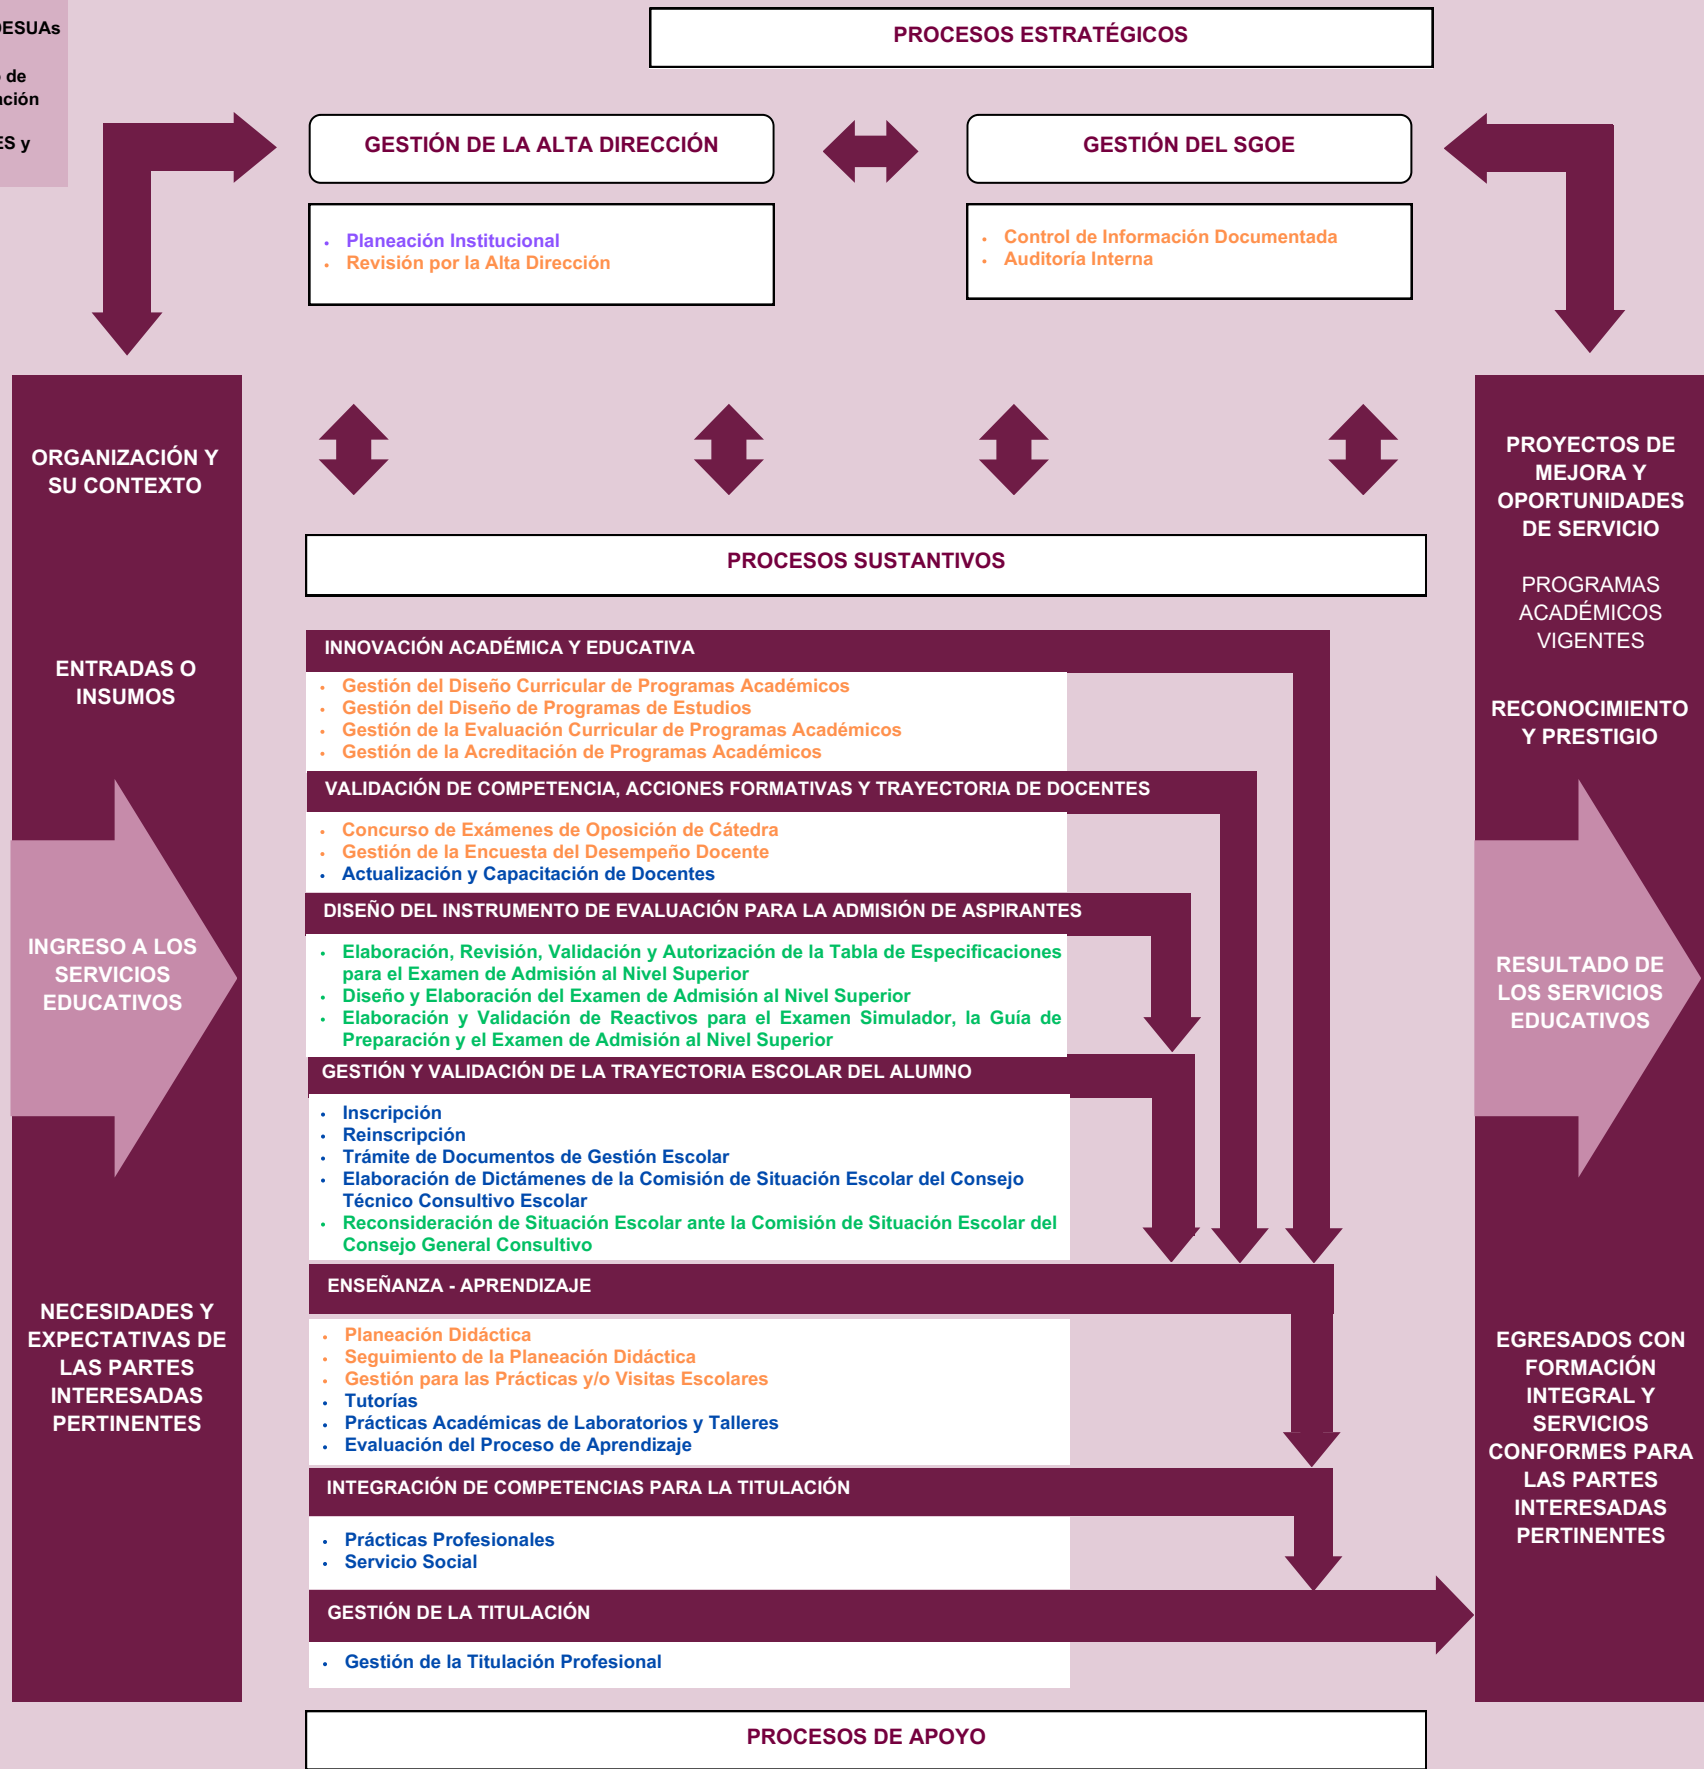 de
y
PROCESOS ESTRATÉGICOS
GESTIÓN DE LA ALTA DIRECCIÓN
GESTIÓN DEL SGOE
• Planeación Institucional
• Revisión por la Alta Dirección
• Control de Información Documentada
• Auditoría Interna
ORGANIZACIÓN Y
SU CONTEXTO
ENTRADAS O
INSUMOS
INGRESO A LOS
SERVICIOS
EDUCATIVOS
NECESIDADES Y
EXPECTATIVAS DE
LAS PARTES
INTERESADAS
PERTINENTES
PROCESOS SUSTANTIVOS
INNOVACIÓN ACADÉMICA Y EDUCATIVA
• Gestión del Diseño Curricular de Programas Académicos
• Gestión del Diseño de Programas de Estudios
• Gestión de la Evaluación Curricular de Programas Académicos
• Gestión de la Acreditación de Programas Académicos
VALIDACIÓN DE COMPETENCIA, ACCIONES FORMATIVAS Y TRAYECTORIA DE DOCENTES
• Concurso de Exámenes de Oposición de Cátedra
• Gestión de la Encuesta del Desempeño Docente
• Actualización y Capacitación de Docentes
DISEÑO DEL INSTRUMENTO DE EVALUACIÓN PARA LA ADMISIÓN DE ASPIRANTES
• Elaboración, Revisión, Validación y Autorización de la Tabla de Especificaciones
para el Examen de Admisión al Nivel Superior
• Diseño y Elaboración del Examen de Admisión al Nivel Superior
• Elaboración y Validación de Reactivos para el Examen Simulador, la Guía de
Preparación y el Examen de Admisión al Nivel Superior
GESTIÓN Y VALIDACIÓN DE LA TRAYECTORIA ESCOLAR DEL ALUMNO
• Inscripción
• Reinscripción
• Trámite de Documentos de Gestión Escolar
• Elaboración de Dictámenes de la Comisión de Situación Escolar del Consejo
Técnico Consultivo Escolar
• Reconsideración de Situación Escolar ante la Comisión de Situación Escolar del
Consejo General Consultivo
ENSEÑANZA - APRENDIZAJE
• Planeación Didáctica
• Seguimiento de la Planeación Didáctica
• Gestión para las Prácticas y/o Visitas Escolares
• Tutorías
• Prácticas Académicas de Laboratorios y Talleres
• Evaluación del Proceso de Aprendizaje
INTEGRACIÓN DE COMPETENCIAS PARA LA TITULACIÓN
• Prácticas Profesionales
• Servicio Social
GESTIÓN DE LA TITULACIÓN
• Gestión de la Titulación Profesional
PROCESOS DE APOYO
PROYECTOS DE
MEJORA Y
OPORTUNIDADES
DE SERVICIO
PROGRAMAS
ACADÉMICOS
VIGENTES
RECONOCIMIENTO
Y PRESTIGIO
RESULTADO DE
LOS SERVICIOS
EDUCATIVOS
EGRESADOS CON
FORMACIÓN
INTEGRAL Y
SERVICIOS
CONFORMES PARA
LAS PARTES
INTERESADAS
PERTINENTES